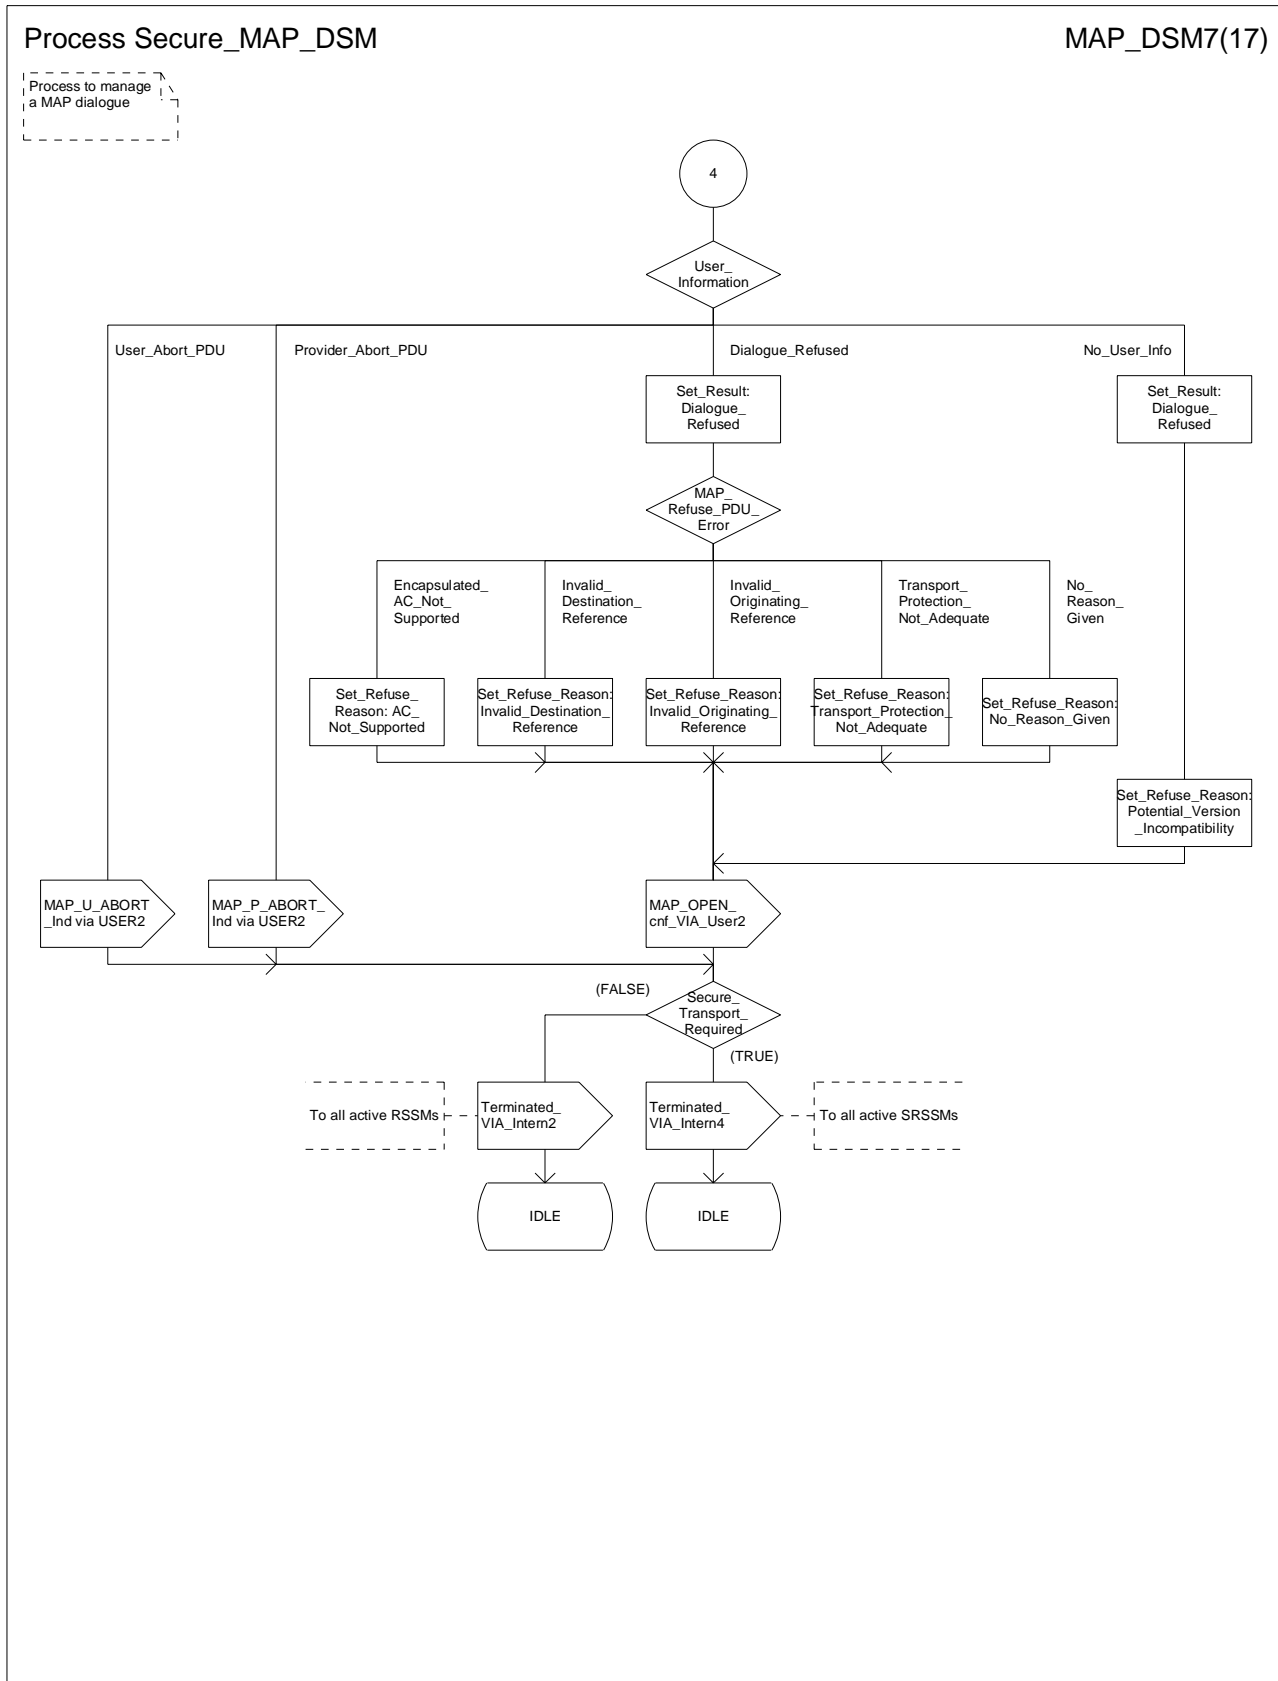 Process Secure_MAP_DSM
MAP_DSM7(17)
Process to manage
a MAP dialogue
4
User_
Information
User_Abort_PDU
Provider_Abort_PDU
Dialogue_Refused
No_User_Info
Set_Result:
Dialogue_
Refused
Set_Result:
Dialogue_
Refused
MAP_
Refuse_PDU_
Error
Encapsulated_
AC_Not_
Supported
Invalid_
Destination_
Reference
Invalid_
Originating_
Reference
Transport_
Protection_
Not_Adequate
No_
Reason_
Given
Set_Refuse_
Reason: AC_
Not_Supported
Set_Refuse_Reason:
Invalid_Destination_
Reference
Set_Refuse_Reason:
Invalid_Originating_
Reference
Set_Refuse_Reason:
Transport_Protection_
Not_Adequate
Set_Refuse_Reason:
No_Reason_Given
Set_Refuse_Reason:
Potential_Version
_Incompatibility
MAP_U_ABORT
_Ind via USER2
MAP_P_ABORT_
Ind via USER2
MAP_OPEN_
cnf_VIA_User2
(FALSE)
Secure_
Transport_
Required
(TRUE)
To all active RSSMs
Terminated_
VIA_Intern2
Terminated_
VIA_Intern4
To all active SRSSMs
IDLE
IDLE